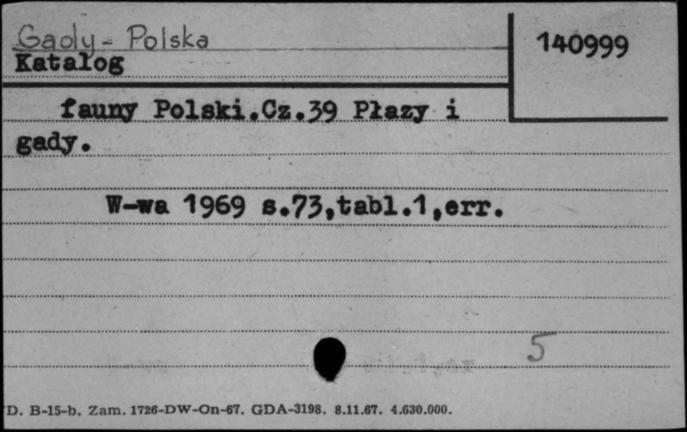 Gady - Polska
140999
Katalog
fauny Polski.Cz.39 Płazy i
gady.
W-wa 1969 s.73,tabl.1,err.
5
D. B-15-b. Zam. 1726-DW-On-67. GDA-3198. 8.11.67. 4.630.000.